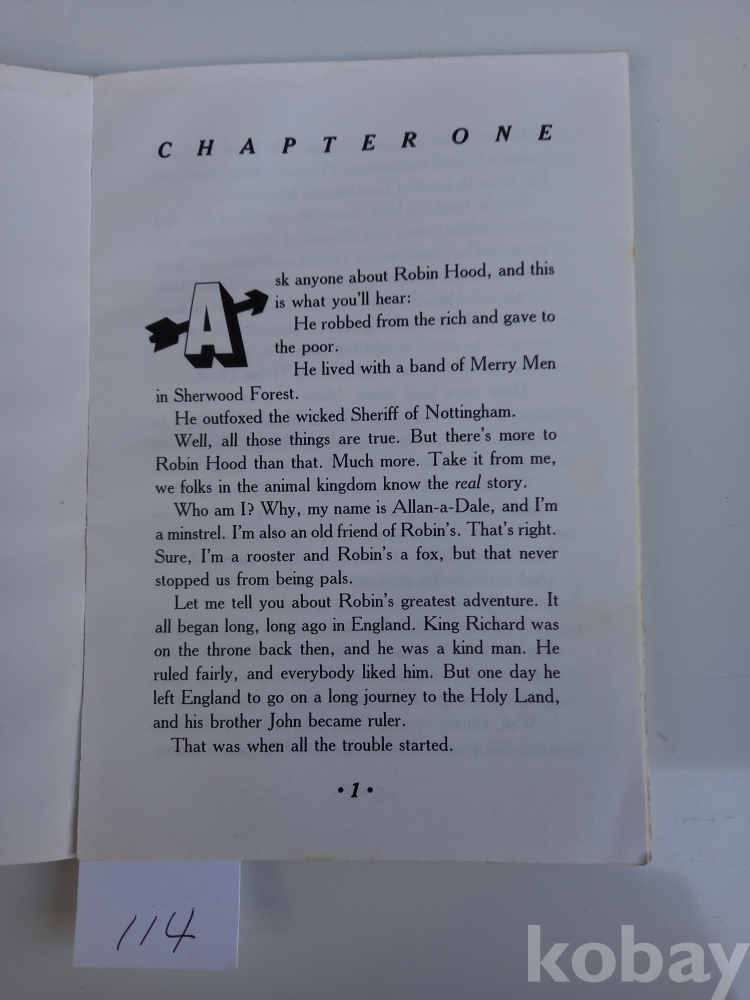 CHAPTER ONE
Ask anyone about Robin Hood, and this
is what you'll hear:
He robbed from the rich and gave to
the poor.
He lived with a band of Merry Men
in Sherwood Forest.
He outfoxed the wicked Sheriff of Nottingham.
Well, all those things are true. But there's more to
Robin Hood than that. Much more. Take it from me,
we folks in the animal kingdom know the real story.
Who am I? Why, my name is Allan-a-Dale, and I'm
a minstrel. I'm also an old friend of Robin's. That's right.
Sure, I'm a rooster and Robin's a fox, but that never
stopped us from being pals.
Let me tell you about Robin's greatest adventure. It
all began long, long ago in England. King Richard was
on the throne back then, and he was a kind man. He
ruled fairly, and everybody liked him. But one day he
left England to go on a long journey to the Holy Land,
and his brother John became ruler.
That was when all the trouble started.
• 1 •
114
kobay